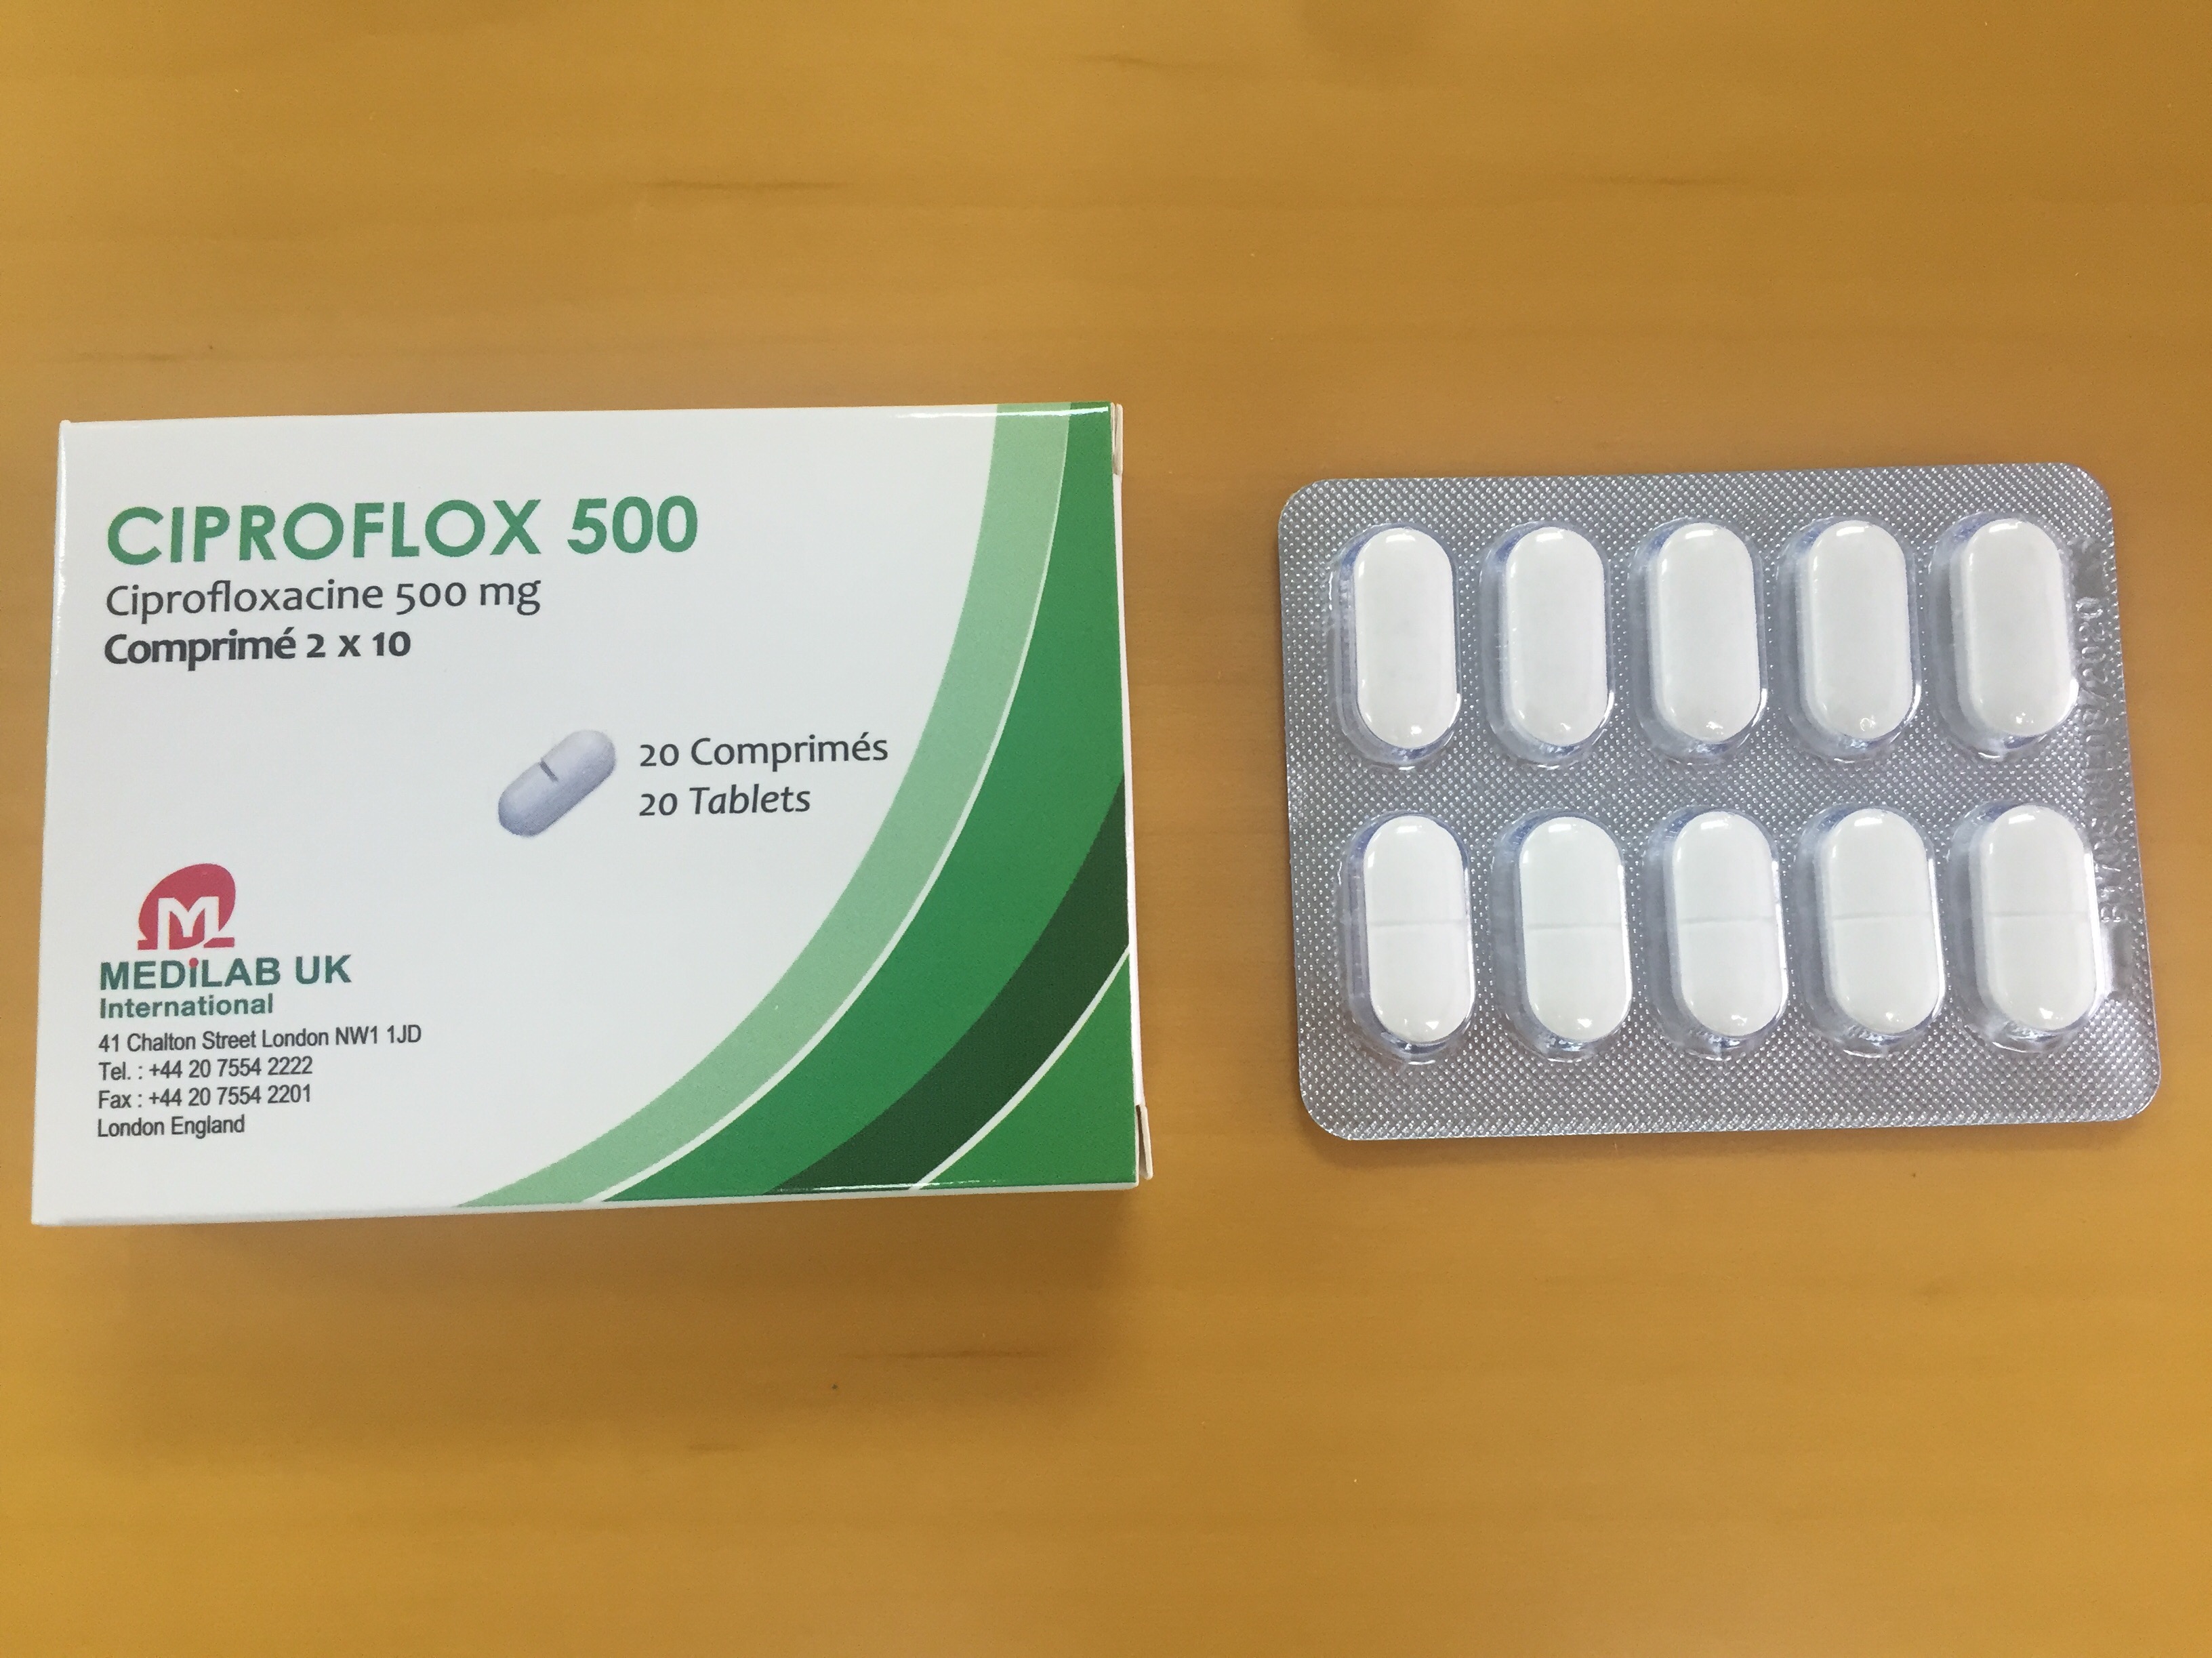 CIPROFLOX 500
Ciprofloxacine 500 mg
Comprimé 2 x 10
20 Comprimés
20 Tablets
M
MEDiLAB UK
International
41 Chalton Street London NW1 1JD
Tel. : +44 20 7554 2222
Fax : +44 20 7554 2201
London England